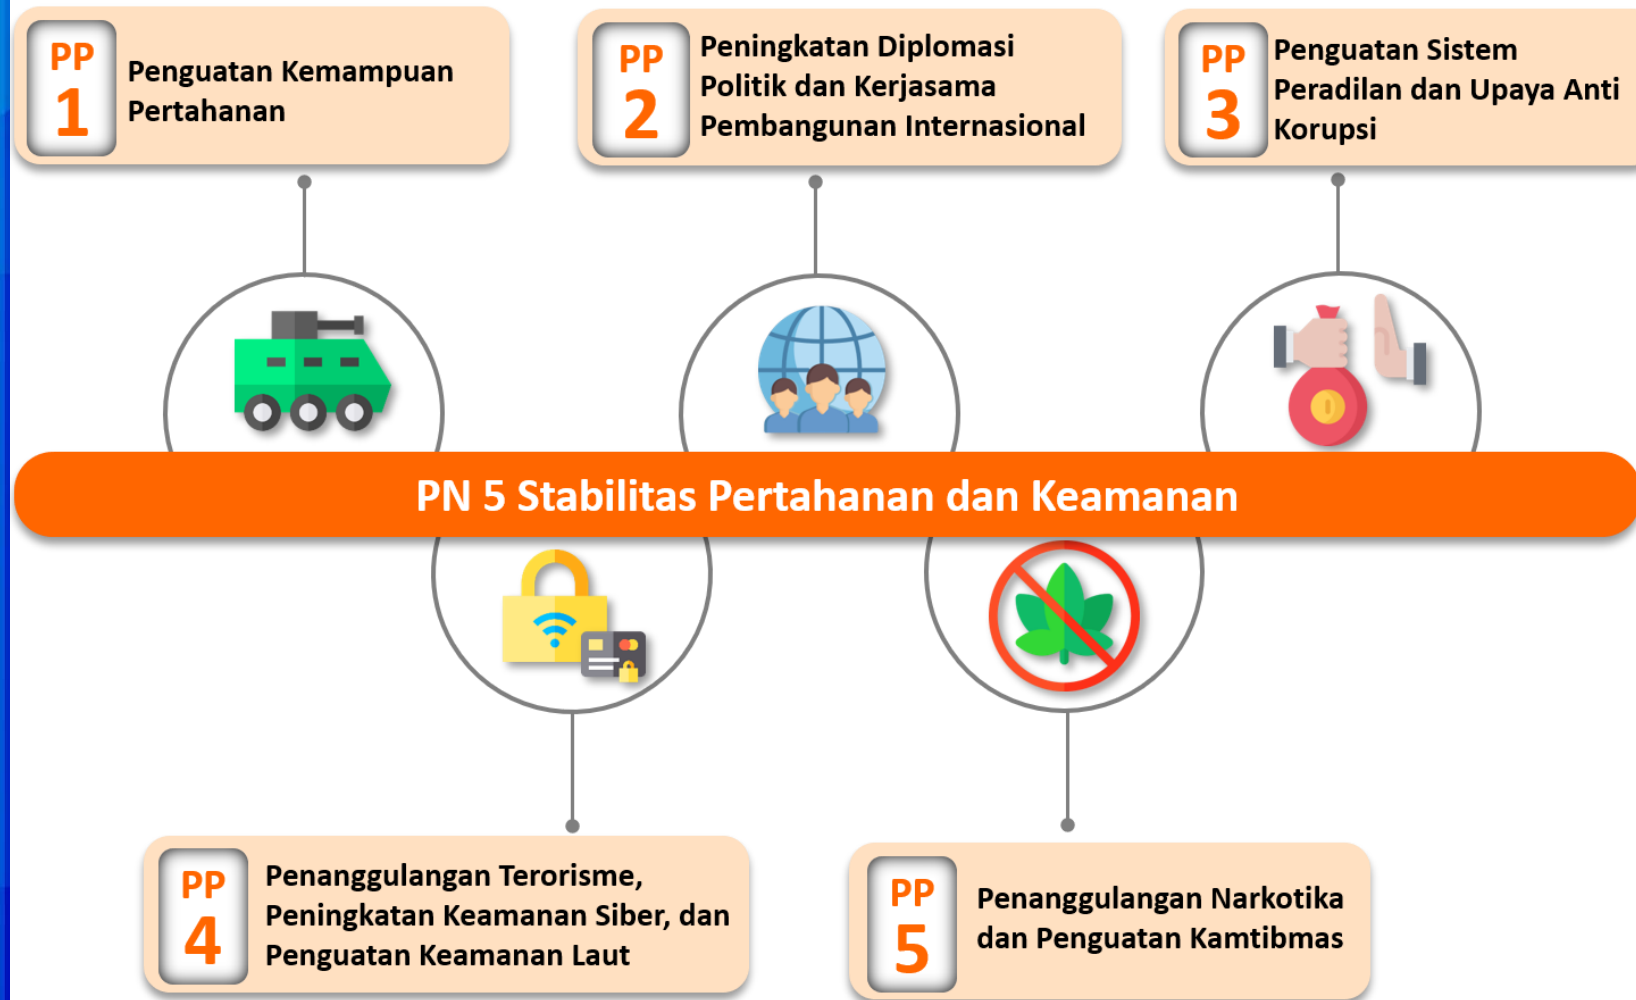 PP
1
Penguatan Kemampuan
Pertahanan
PP
2
Peningkatan Diplomasi
Politik dan Kerjasama
Pembangunan Internasional
PP
3
Penguatan Sistem
Peradilan dan Upaya Anti
Korupsi
PN 5 Stabilitas Pertahanan dan Keamanan
PP
4
Penanggulangan Terorisme,
Peningkatan Keamanan Siber, dan
Penguatan Keamanan Laut
PP
5
Penanggulangan Narkotika
dan Penguatan Kamtibmas